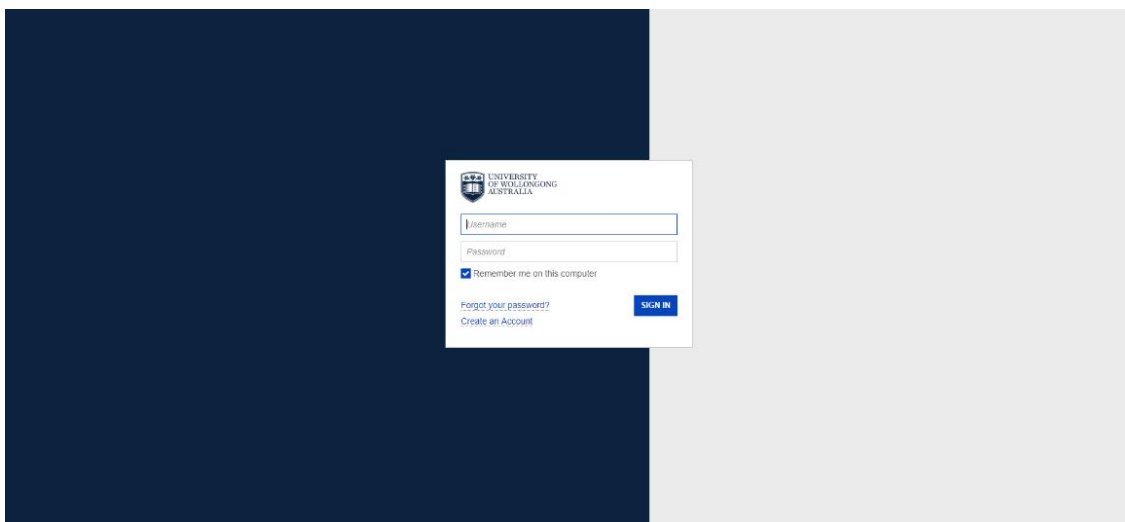 UNIVERSITY
OF WOLLONGONG
AUSTRALIA
Username
Password
Remember me on this computer
Forgot your password?
SIGN IN
Create an Account